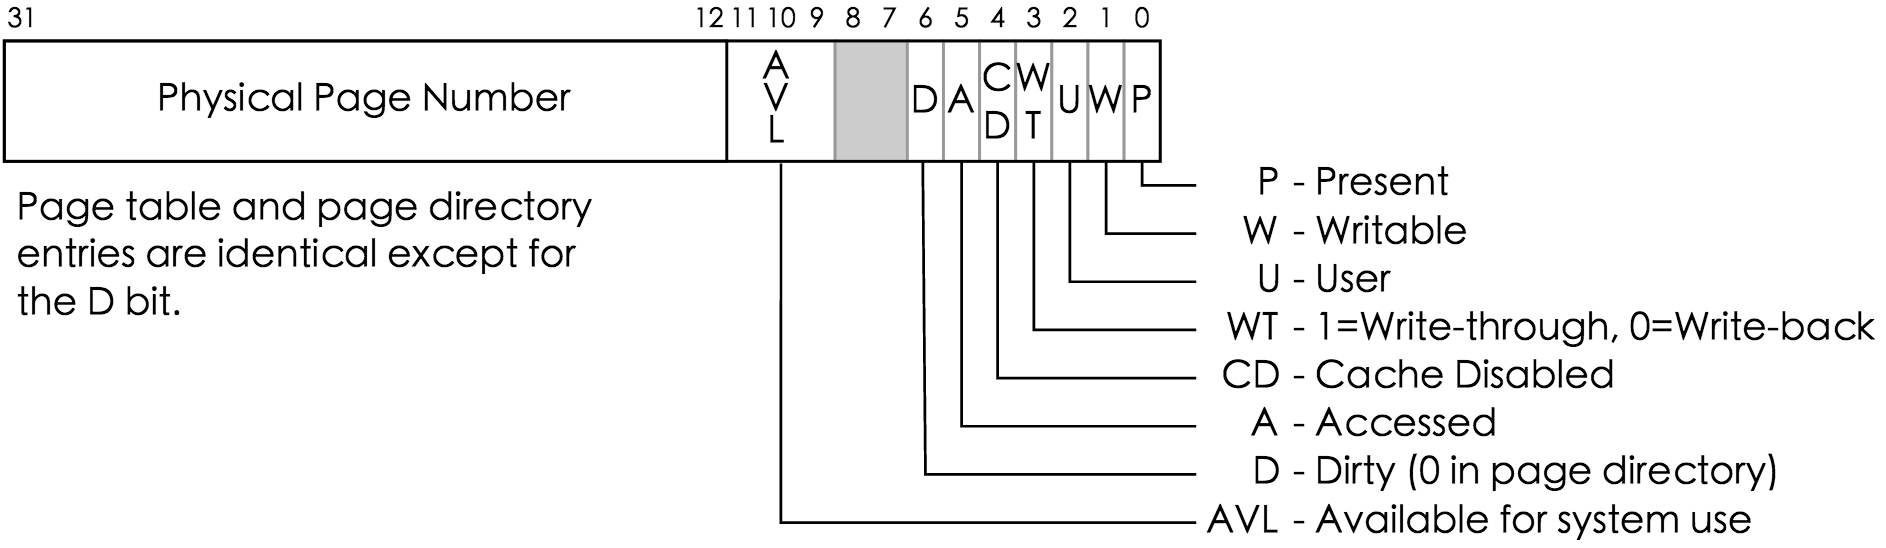 31 12 11 10 9 8 7 6 5 4 3 2 1 0
Physical Page Number
A
V
L
D
A
C
D
W
T
U
W
P
Page table and page directory
entries are identical except for
the D bit.
P - Present
W - Writable
U - User
WT - 1=Write-through, 0=Write-back
CD - Cache Disabled
A - Accessed
D - Dirty (0 in page directory)
AVL - Available for system use